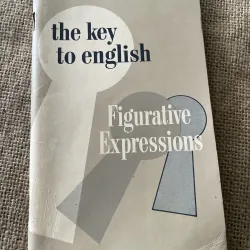 the key
to english
Figurative
Expressions